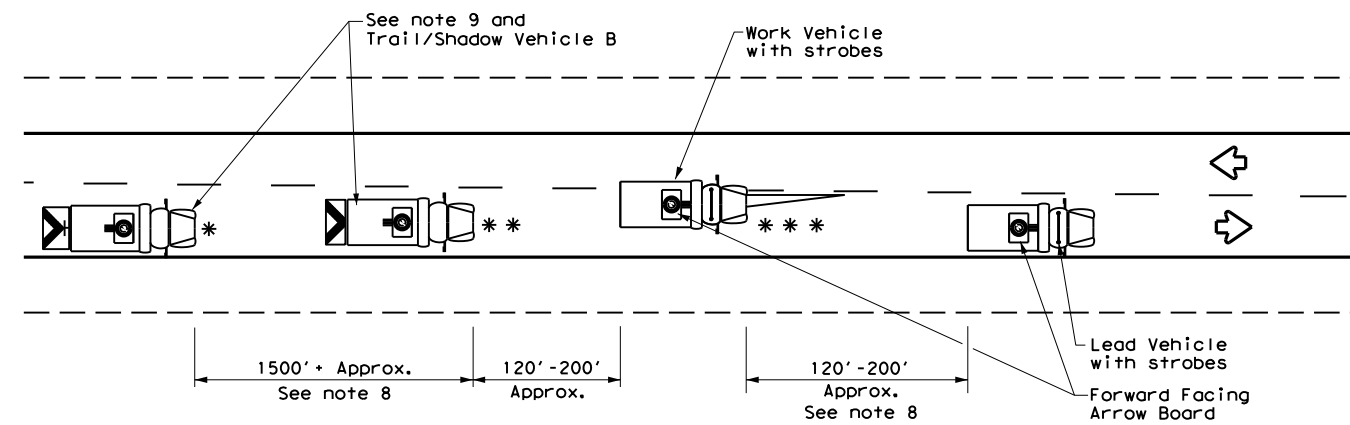 See note 9 and
Trail/Shadow Vehicle B
Work Vehicle
with strobes
*
* *
* * *
1500'+ Approx.
See note 8
120'-200'
Approx.
120'-200'
Approx.
See note 8
Lead Vehicle
with strobes
Forward Facing
Arrow Board